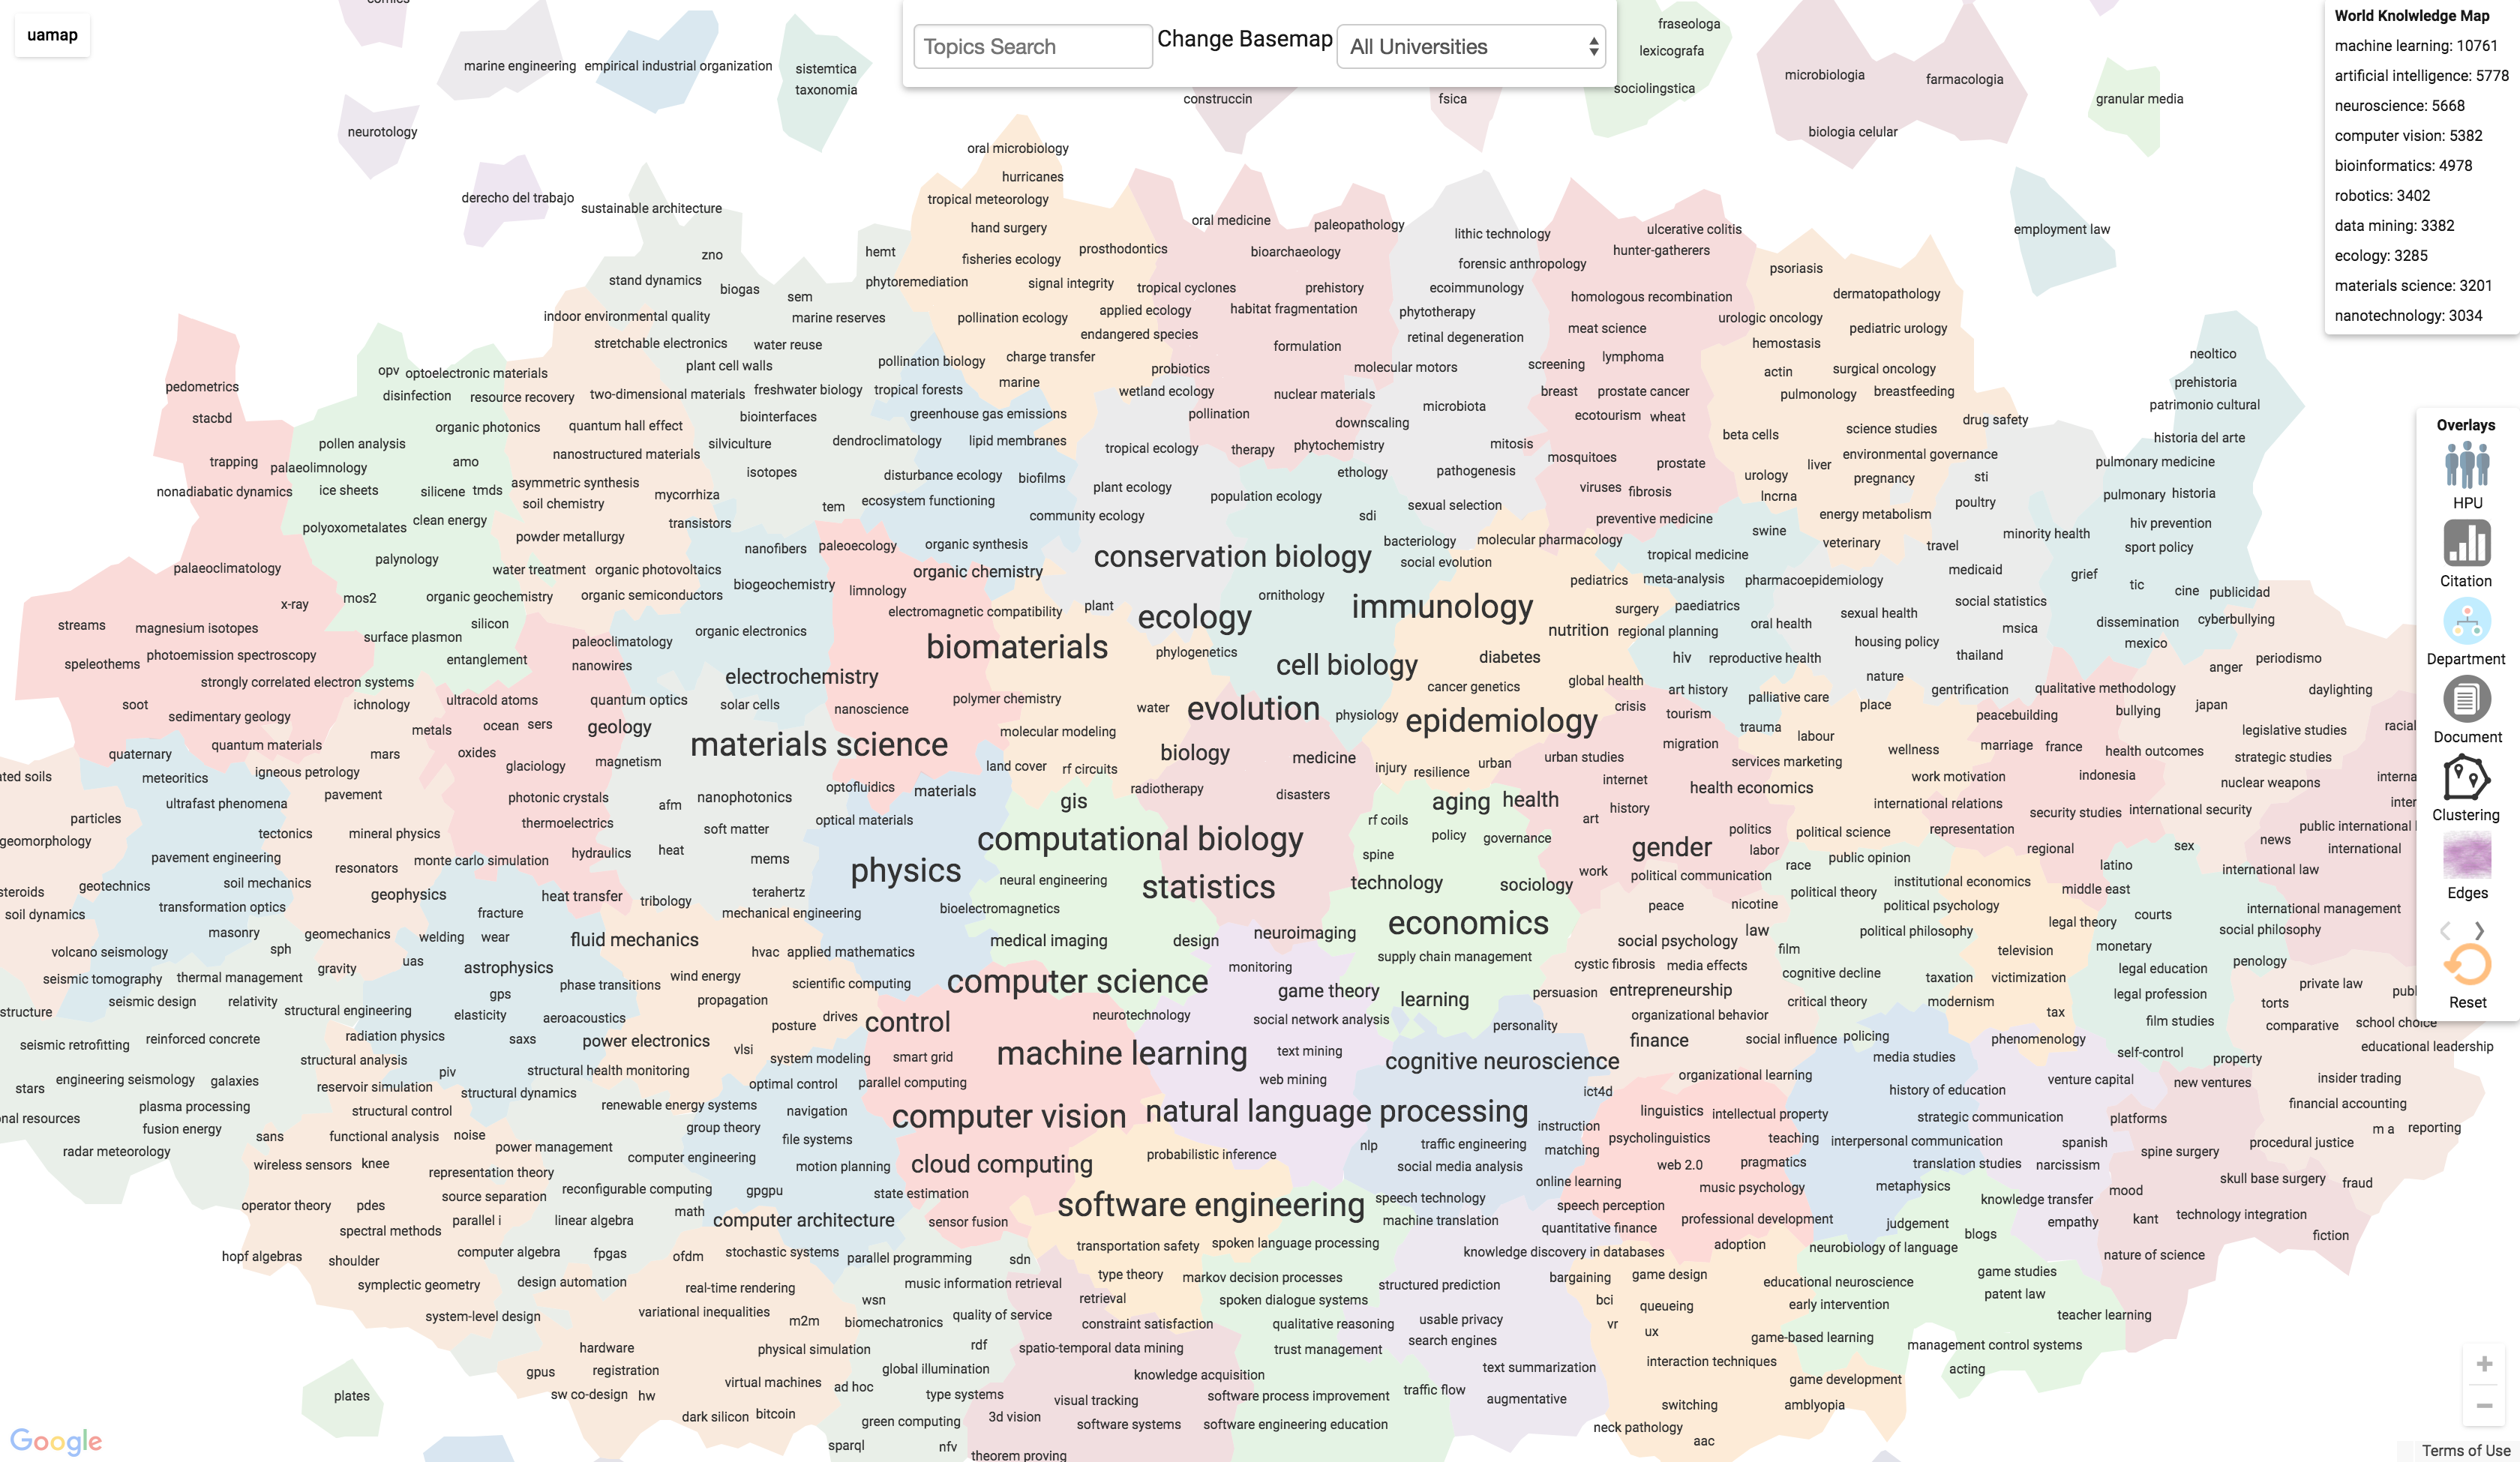 comics
uamap
Topics Search
Change Basemap
All Universities
World Knolwledge Map
machine learning: 10761
artificial intelligence: 5778
neuroscience: 5668
computer vision: 5382
bioinformatics: 4978
robotics: 3402
data mining: 3382
ecology: 3285
materials science: 3201
nanotechnology: 3034
fraseologa
lexicografa
sociolingstica
marine engineering
empirical industrial organization
sistemtica
taxonomia
construccin
fsica
microbiologia
farmacologia
granular media
neurotology
biologia celular
oral microbiology
hurricanes
derecho del trabajo
sustainable architecture
tropical meteorology
hand surgery
oral medicine
paleopathology
lithic technology
ulcerative colitis
employment law
zno
hemt
fisheries ecology
prosthodontics
bioarchaeology
forensic anthropology
hunter-gatherers
psoriasis
stand dynamics
biogas
sem
phytoremediation
signal integrity
tropical cyclones
prehistory
ecoimmunology
homologous recombination
dermatopathology
indoor environmental quality
marine reserves
pollination ecology
applied ecology
habitat fragmentation
phytotherapy
urologic oncology
pediatric urology
stretchable electronics
water reuse
endangered species
formulation
retinal degeneration
meat science
hemostasis
neoltico
plant cell walls
pollination biology
charge transfer
probiotics
molecular motors
screening
lymphoma
actin
surgical oncology
prehistoria
pedometrics
opv
optoelectronic materials
disinfection
resource recovery
two-dimensional materials
freshwater biology
tropical forests
marine
wetland ecology
nuclear materials
microbiota
breast
prostate cancer
pulmonology
breastfeeding
patrimonio cultural
stacbd
organic photonics
quantum hall effect
biointerfaces
greenhouse gas emissions
pollination
downscaling
ecotourism
wheat
drug safety
Overlays
pollen analysis
silviculture
dendroclimatology
lipid membranes
tropical ecology
therapy
phytochemistry
mitosis
beta cells
science studies
historia del arte
trapping
palaeolimnology
amo
nanostructured materials
isotopes
disturbance ecology
biofilms
ethology
pathogenesis
mosquitoes
prostate
liver
environmental governance
pulmonary medicine
nonadiabatic dynamics
ice sheets
silicene
tmds
asymmetric synthesis
soil chemistry
mycorrhiza
tem
ecosystem functioning
plant ecology
population ecology
sexual selection
viruses
fibrosis
urology
lncrna
pregnancy
sti
poultry
pulmonary
historia
HPU
polyoxometalates
clean energy
transistors
community ecology
sdi
preventive medicine
swine
energy metabolism
minority health
hiv prevention
powder metallurgy
nanofibers
paleoecology
organic synthesis
conservation biology
bacteriology
molecular pharmacology
tropical medicine
veterinary
travel
sport policy
palynology
palaeoclimatology
water treatment
organic photovoltaics
biogeochemistry
organic chemistry
social evolution
pediatrics
meta-analysis
pharmacoepidemiology
medicaid
grief
tic
cine
publicidad
Citation
x-ray
mos2
organic geochemistry
organic semiconductors
limnology
electromagnetic compatibility
plant
ecology
ornithology
immunology
surgery
paediatrics
sexual health
social statistics
streams
magnesium isotopes
surface plasmon
silicon
paleoclimatology
organic electronics
biomaterials
phylogenetics
nutrition
regional planning
oral health
housing policy
msica
dissemination
cyberbullying
mexico
speleothems
photoemission spectroscopy
entanglement
nanowires
electrochemistry
cell biology
diabetes
hiv
reproductive health
thailand
anger
periodismo
Department
strongly correlated electron systems
cancer genetics
global health
art history
palliative care
nature
gentrification
qualitative methodology
daylighting
soot
sedimentary geology
ichnology
ultracold atoms
quantum optics
solar cells
nanoscience
polymer chemistry
water
evolution
physiology
epidemiology
crisis
tourism
place
peacebuilding
bullying
japan
metals
ocean
sers
geology
molecular modeling
trauma
labour
legislative studies
racial
Document
quaternary
quantum materials
mars
oxides
materials science
biology
medicine
migration
wellness
marriage
france
health outcomes
strategic studies
ated soils
meteoritics
igneous petrology
glaciology
magnetism
land cover
rf circuits
injury
resilience
urban
urban studies
services marketing
work motivation
indonesia
nuclear weapons
interna
ultrafast phenomena
pavement
photonic crystals
afm
nanophotonics
optofluidics
materials
gis
radiotherapy
disasters
aging
health
internet
health economics
international relations
security studies
international security
inter
Clustering
particles
tectonics
mineral physics
thermoelectrics
soft matter
optical materials
computational biology
rf coils
policy
governance
art
history
politics
political science
representation
public international l
geomorphology
pavement engineering
resonators
monte carlo simulation
hydraulics
heat
mems
physics
spine
gender
labor
race
public opinion
regional
latino
sex
news
international
steroids
geotechnics
soil mechanics
geophysics
heat transfer
terahertz
neural engineering
statistics
technology
sociology
work
political communication
political theory
institutional economics
middle east
international law
Edges
soil dynamics
transformation optics
fracture
tribology
mechanical engineering
bioelectromagnetics
economics
peace
nicotine
political psychology
courts
international management
volcano seismology
masonry
sph
geomechanics
welding
wear
fluid mechanics
hvac
applied mathematics
medical imaging
design
neuroimaging
social psychology
law
film
political philosophy
legal theory
television
monetary
social philosophy
seismic tomography
thermal management
gravity
uas
astrophysics
wind energy
phase transitions
scientific computing
computer science
monitoring
supply chain management
cystic fibrosis
media effects
cognitive decline
taxation
victimization
legal education
penology
structure
seismic design
relativity
structural engineering
gps
propagation
game theory
learning
persuasion
entrepreneurship
critical theory
modernism
legal profession
torts
private law
publ
Reset
seismic retrofitting
reinforced concrete
radiation physics
elasticity
aeroacoustics
posture
drives
control
neurotechnology
social network analysis
personality
organizational behavior
tax
film studies
comparative
school choice
structural analysis
saxs
power electronics
vlsi
system modeling
smart grid
machine learning
text mining
cognitive neuroscience
finance
social influence
policing
media studies
phenomenology
self-control
property
educational leadership
stars
engineering seismology
galaxies
reservoir simulation
piv
structural health monitoring
structural dynamics
optimal control
parallel computing
web mining
ict4d
organizational learning
history of education
venture capital
new ventures
insider trading
nal resources
plasma processing
fusion energy
structural control
renewable energy systems
group theory
navigation
computer vision
natural language processing
linguistics
intellectual property
strategic communication
platforms
financial accounting
radar meteorology
sans
functional analysis
noise
power management
file systems
nlp
traffic engineering
instruction
matching
psycholinguistics
teaching
interpersonal communication
spanish
procedural justice
m a
reporting
wireless sensors
knee
representation theory
computer engineering
motion planning
cloud computing
probabilistic inference
social media analysis
web 2.0
pragmatics
translation studies
narcissism
spine surgery
operator theory
pdes
source separation
reconfigurable computing
gpgpu
state estimation
software engineering
speech technology
online learning
speech perception
music psychology
metaphysics
knowledge transfer
mood
skull base surgery
fraud
spectral methods
parallel i
linear algebra
math
computer architecture
sensor fusion
machine translation
quantitative finance
professional development
judgement
blogs
empathy
kant
technology integration
hopf algebras
shoulder
computer algebra
fpgas
ofdm
stochastic systems
parallel programming
sdn
transportation safety
spoken language processing
knowledge discovery in databases
adoption
neurobiology of language
nature of science
fiction
symplectic geometry
design automation
real-time rendering
music information retrieval
type theory
markov decision processes
structured prediction
bargaining
game design
educational neuroscience
game studies
patent law
system-level design
variational inequalities
m2m
wsn
biomechatronics
quality of service
retrieval
spoken dialogue systems
bci
queueing
early intervention
teacher learning
constraint satisfaction
qualitative reasoning
usable privacy
vr
ux
hardware
physical simulation
rdf
spatio-temporal data mining
trust management
search engines
game-based learning
management control systems
gpus
registration
virtual machines
global illumination
knowledge acquisition
text summarization
interaction techniques
acting
plates
sw co-design
hw
ad hoc
type systems
visual tracking
software process improvement
traffic flow
augmentative
game development
dark silicon
bitcoin
green computing
3d vision
software systems
software engineering education
switching
amblyopia
neck pathology
sparql
nfv
theorem proving
aac
Google
Terms of Use